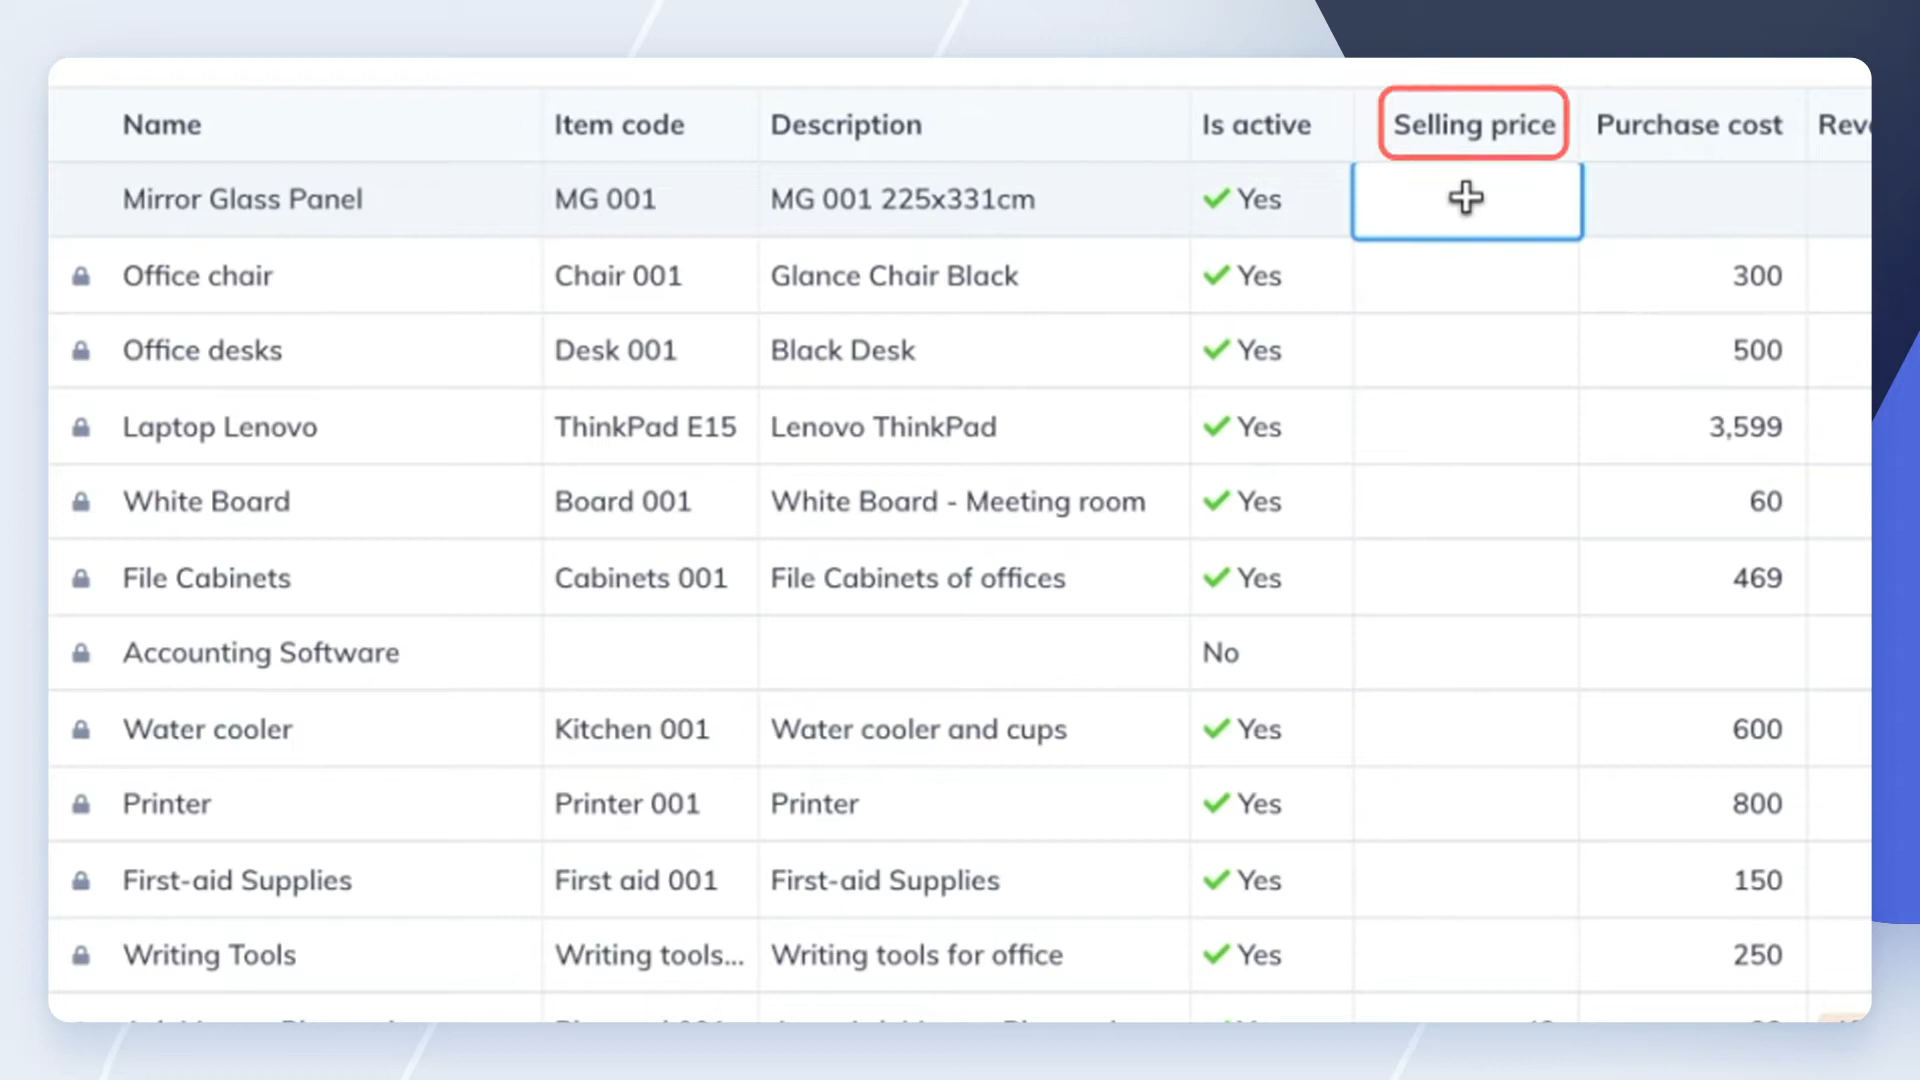 Name Item code Description Is active Selling price Purchase cost
Mirror Glass Panel MG 001 MG 001 225x331cm Yes
Office chair Chair 001 Glance Chair Black Yes 300
Office desks Desk 001 Black Desk Yes 500
Laptop Lenovo ThinkPad E15 Lenovo ThinkPad Yes 3,599
White Board Board 001 White Board - Meeting room Yes 60
File Cabinets Cabinets 001 File Cabinets of offices Yes 469
Accounting Software No
Water cooler Kitchen 001 Water cooler and cups Yes 600
Printer Printer 001 Printer Yes 800
First-aid Supplies First aid 001 First-aid Supplies Yes 150
Writing Tools Writing tools... Writing tools for office Yes 250